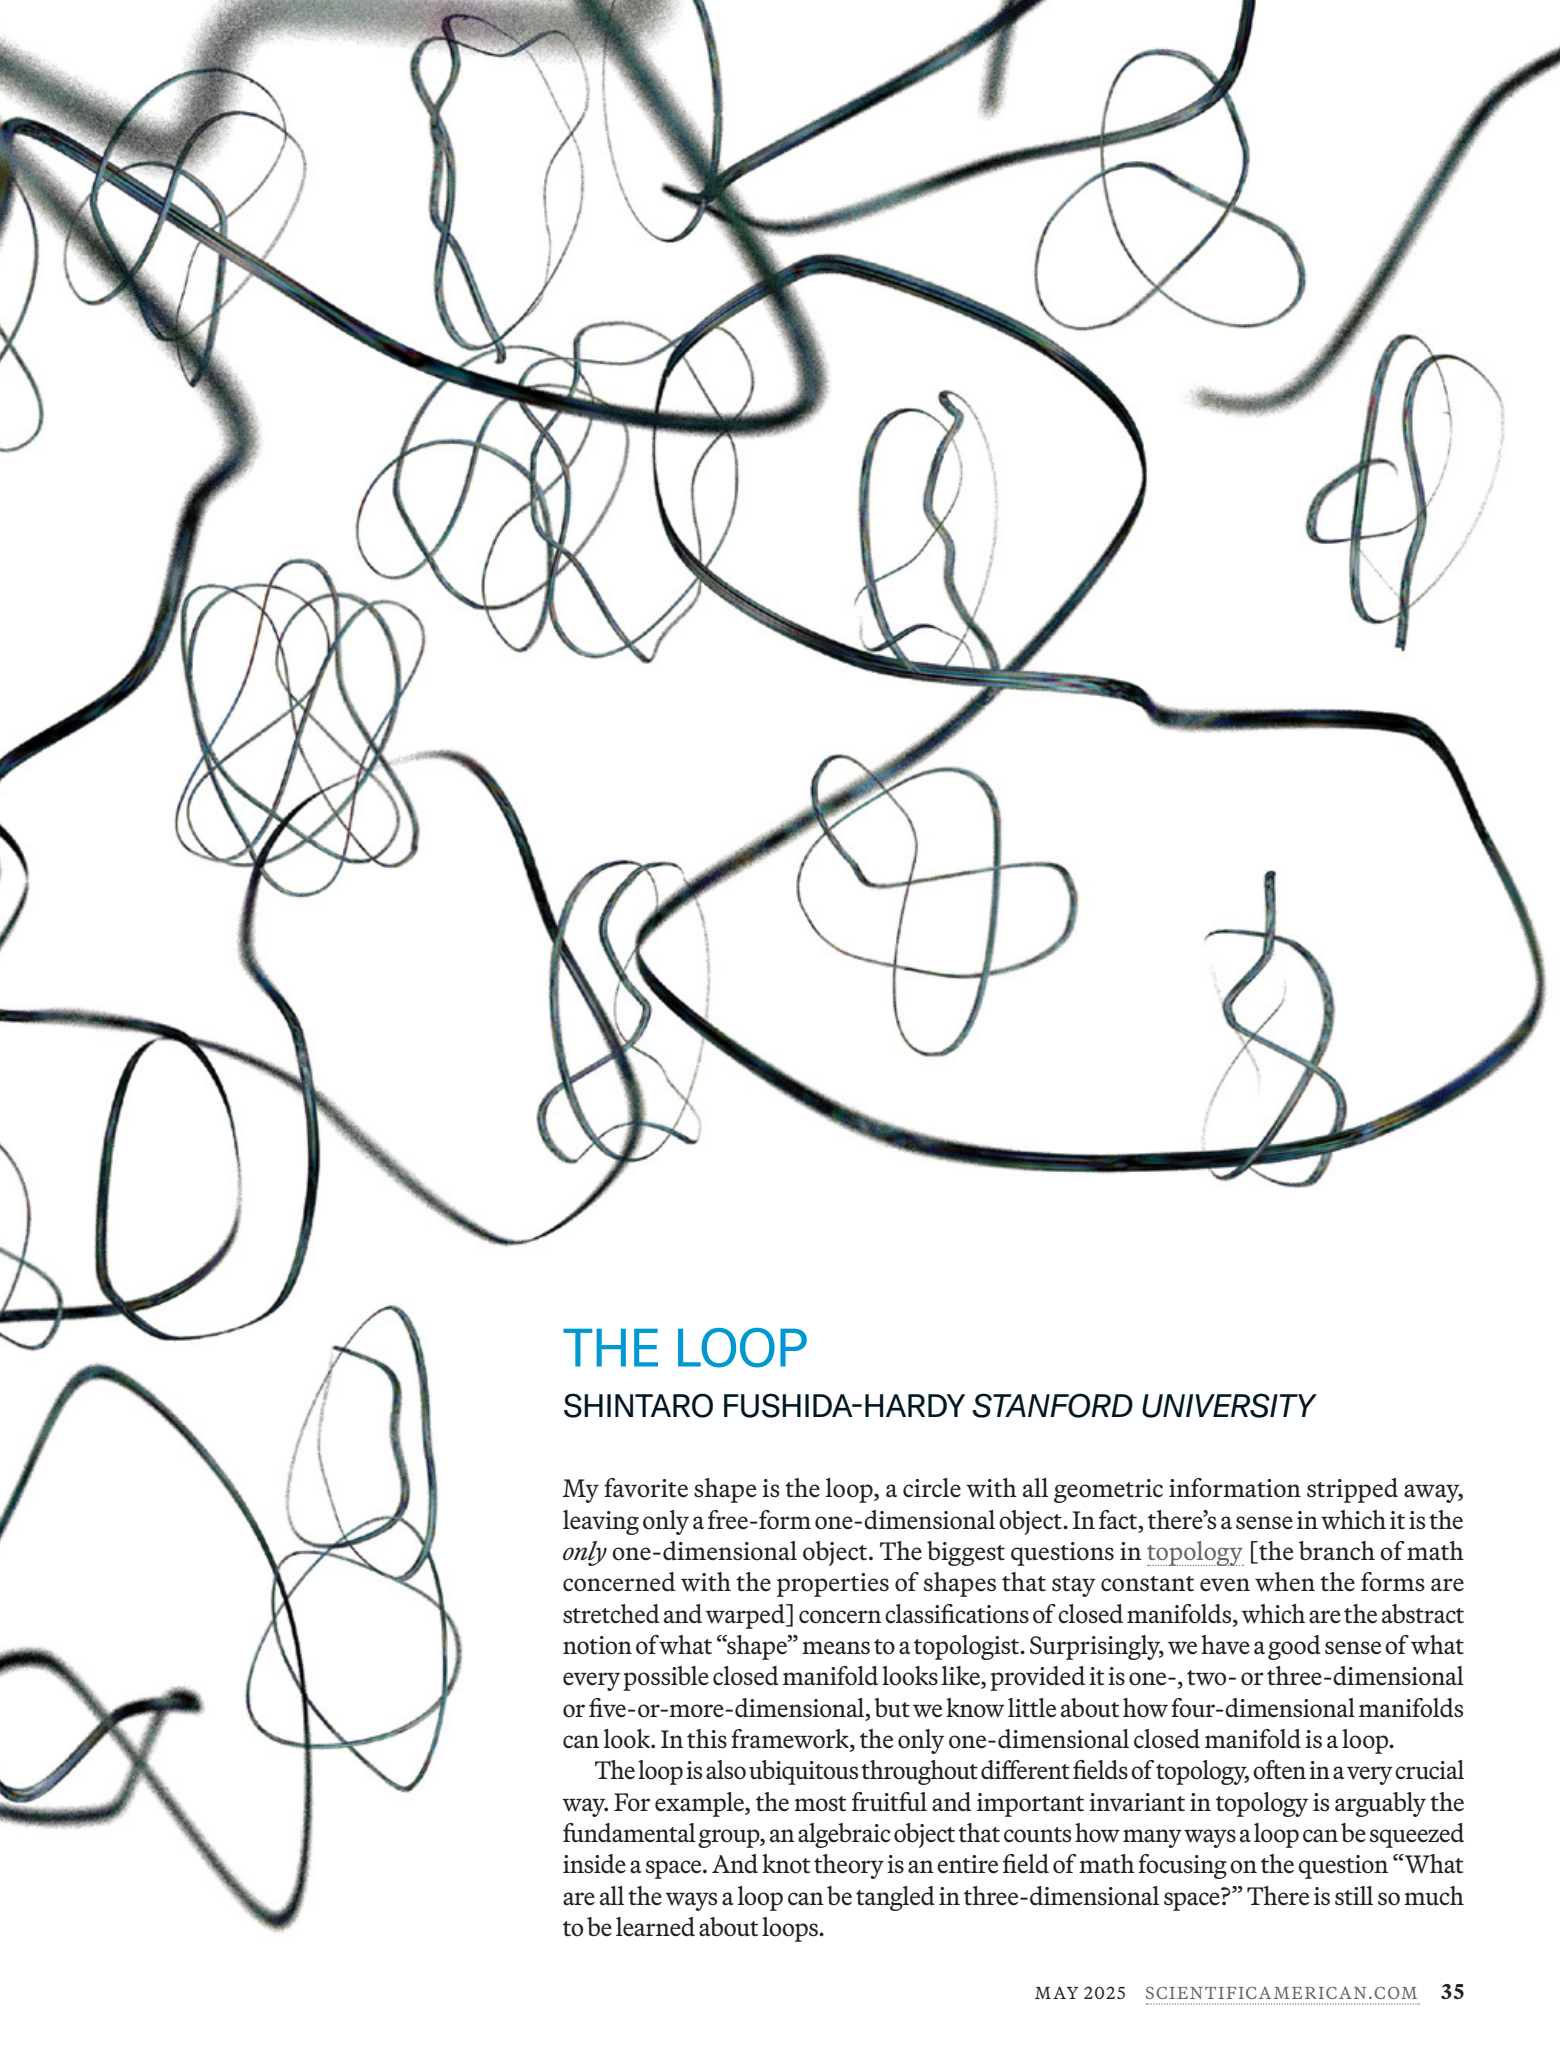 THE LOOP
SHINTARO FUSHIDA-HARDY STANFORD UNIVERSITY
My favorite shape is the loop, a circle with all geometric information stripped away,
leaving only a free-form one-dimensional object. In fact, there’s a sense in which it is the
only one-dimensional object. The biggest questions in topology [the branch of math
concerned with the properties of shapes that stay constant even when the forms are
stretched and warped] concern classifications of closed manifolds, which are the abstract
notion of what “shape” means to a topologist. Surprisingly, we have a good sense of what
every possible closed manifold looks like, provided it is one-, two- or three-dimensional
or five-or-more-dimensional, but we know little about how four-dimensional manifolds
can look. In this framework, the only one-dimensional closed manifold is a loop.
The loop is also ubiquitous throughout different fields of topology, often in a very crucial
way. For example, the most fruitful and important invariant in topology is arguably the
fundamental group, an algebraic object that counts how many ways a loop can be squeezed
inside a space. And knot theory is an entire field of math focusing on the question “What
are all the ways a loop can be tangled in three-dimensional space?” There is still so much
to be learned about loops.
MAY 2025 SCIENTIFICAMERICAN.COM 35